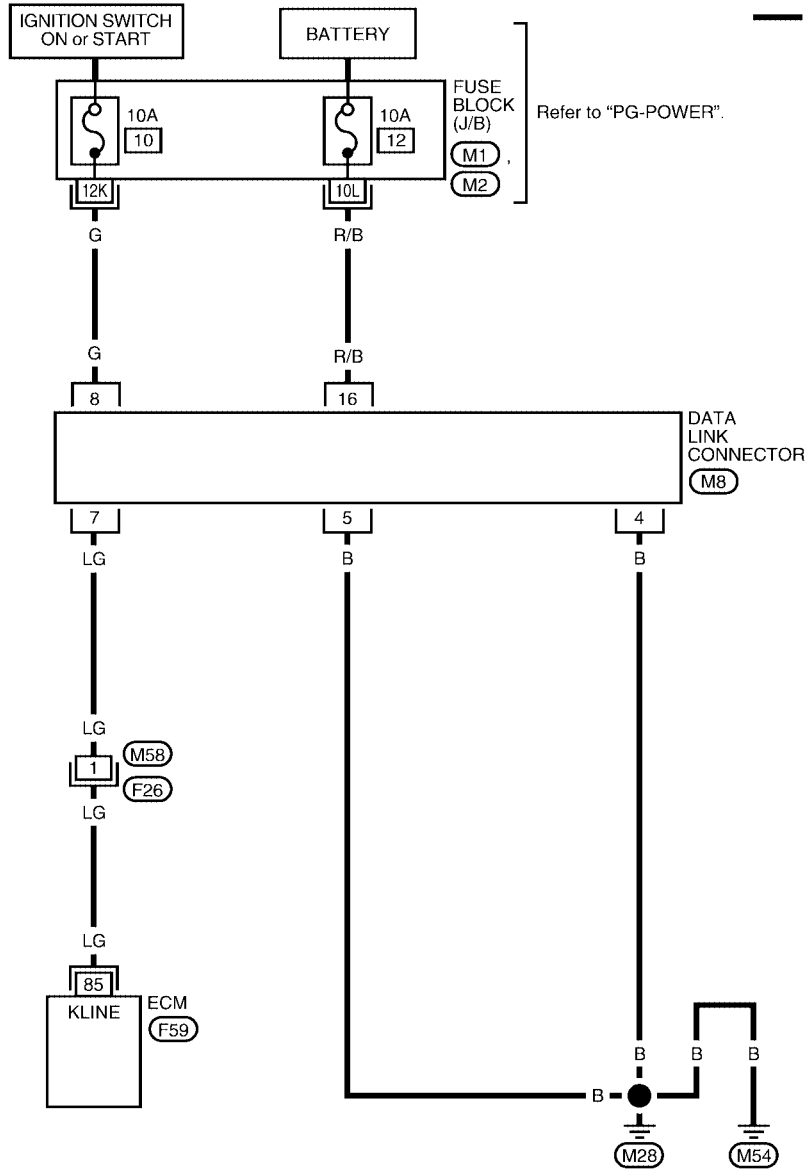 IGNITION SWITCH
ON or START
BATTERY
FUSE
BLOCK
(J/B)
Refer to “PG-POWER”.
10A
10
10A
12
M1 ,
M2
12K
10L
G
R/B
G
R/B
8
16
DATA
LINK
CONNECTOR
M8
7
5
4
LG
B
B
LG
M58
1
F26
LG
LG
85
KLINE
ECM
F59
B
B
B
B
M28
M54